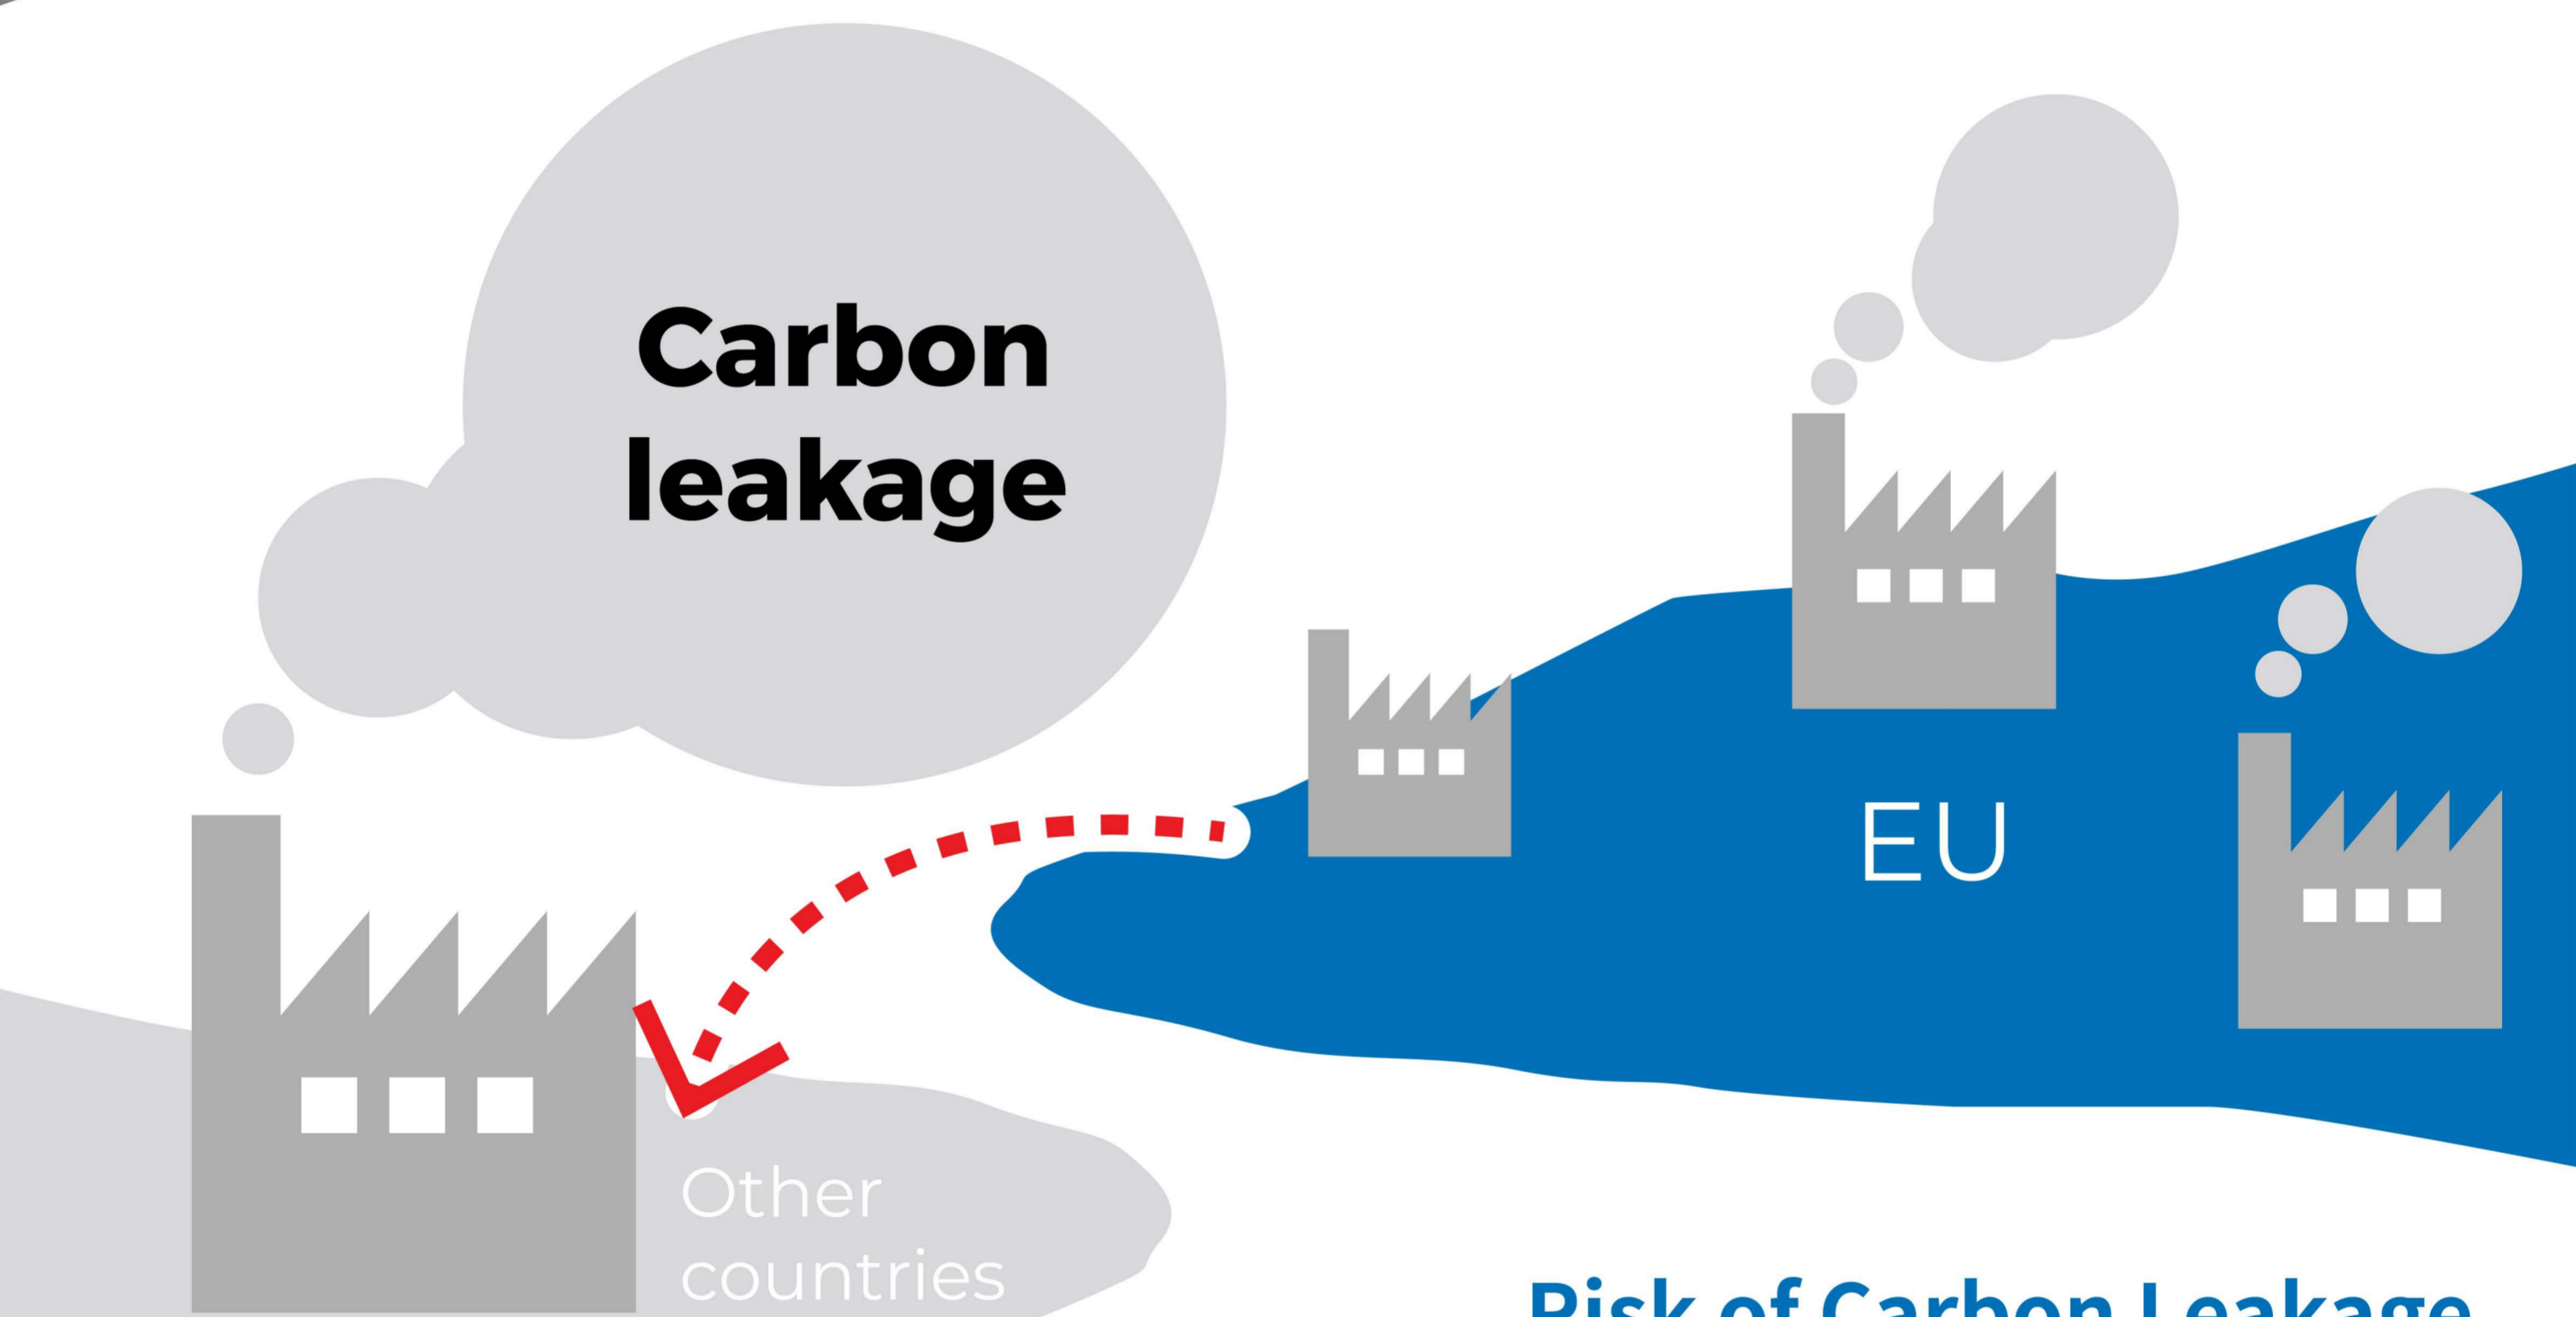 Carbon
leakage
EU
Other
countries
Risk of Carbon Leakage